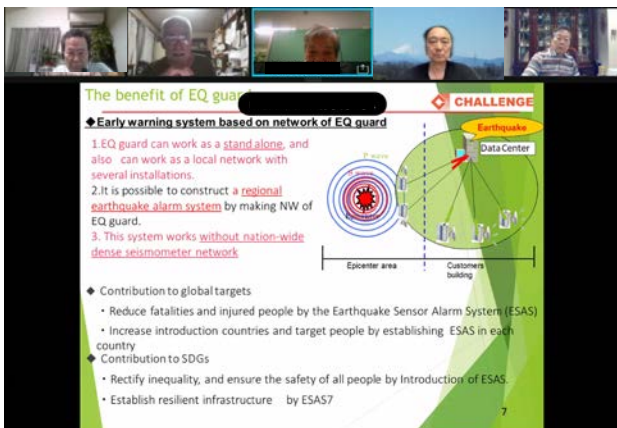 The benefit of EQ
CHALLENGE
◆Early warning system based on network of EQ guard
1.EQ guard can work as a stand alone, and
also can work as a local network with
several installations.
2.It is possible to construct a regional
earthquake alarm system by making NW of
EQ guard.
3. This system works without nation-wide
dense seismometer network
Earthquake
Data Center
P wave
Epicenter area
Customers
building
◆ Contribution to global targets
・Reduce fatalities and injured people by the Earthquake Sensor Alarm System (ESAS)
・Increase introduction countries and target people by establishing ESAS in each
country
◆ Contribution to SDGs
・Rectify inequality, and ensure the safety of all people by Introduction of ESAS.
・Establish resilient infrastructure by ESAS7
7